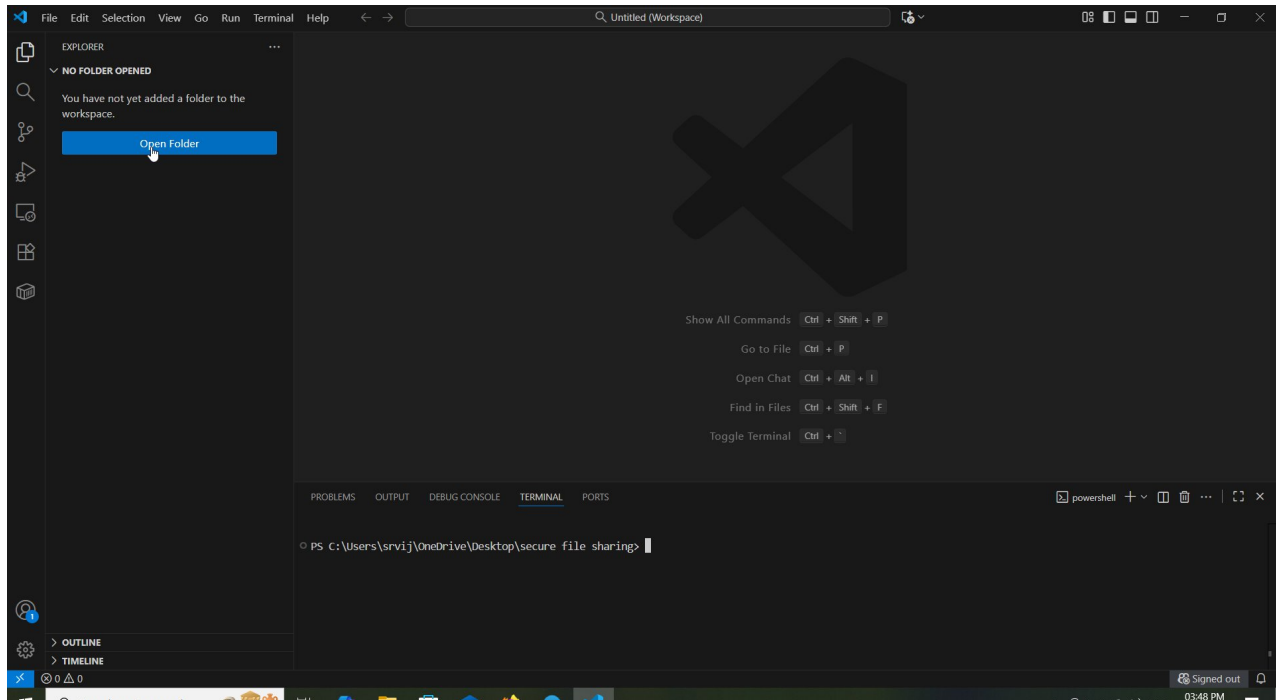 File Edit Selection View Go Run Terminal Help
Untitled (Workspace)
EXPLORER
NO FOLDER OPENED
You have not yet added a folder to the
workspace.
Open Folder
Show All Commands Ctrl + Shift + P
Go to File Ctrl + P
Open Chat Ctrl + Alt + I
Find in Files Ctrl + Shift + F
Toggle Terminal Ctrl + `
PROBLEMS OUTPUT DEBUG CONSOLE TERMINAL PORTS
powershell
PS C:\Users\srvij\OneDrive\Desktop\secure file sharing>
1
OUTLINE
TIMELINE
0 0
Signed out
03:48 PM